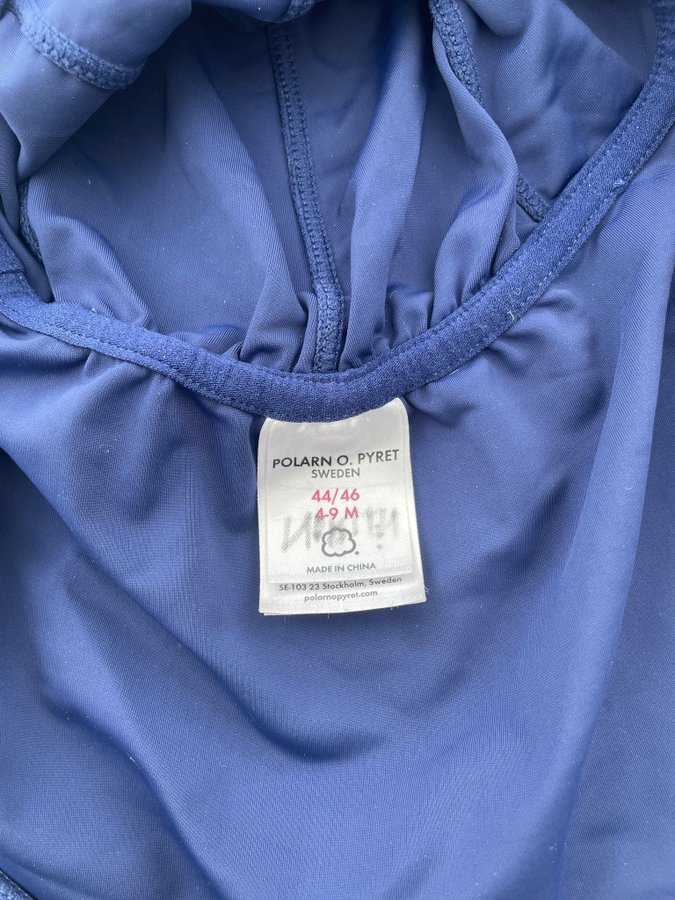 POLARN O. PYRET
SWEDEN
44/46
4-9 M
MADE IN CHINA
SE-103 23 Stockholm, Sweden
polarnopyret.com